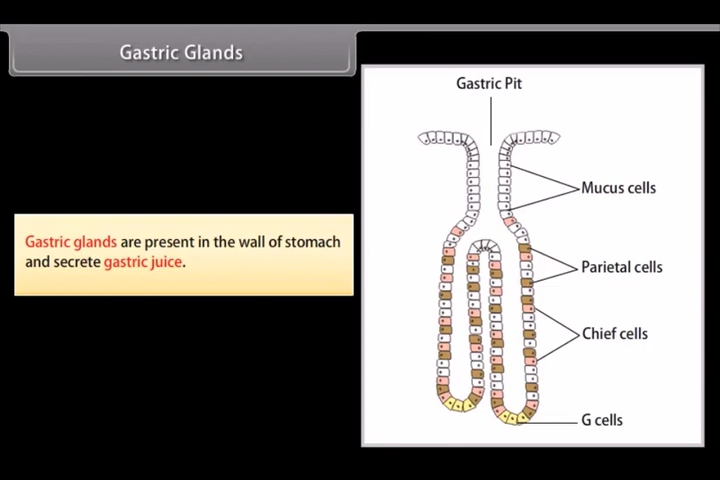 Gastric Glands
Gastric glands are present in the wall of stomach
and secrete gastric juice.
Gastric Pit
Mucus cells
Parietal cells
Chief cells
G cells